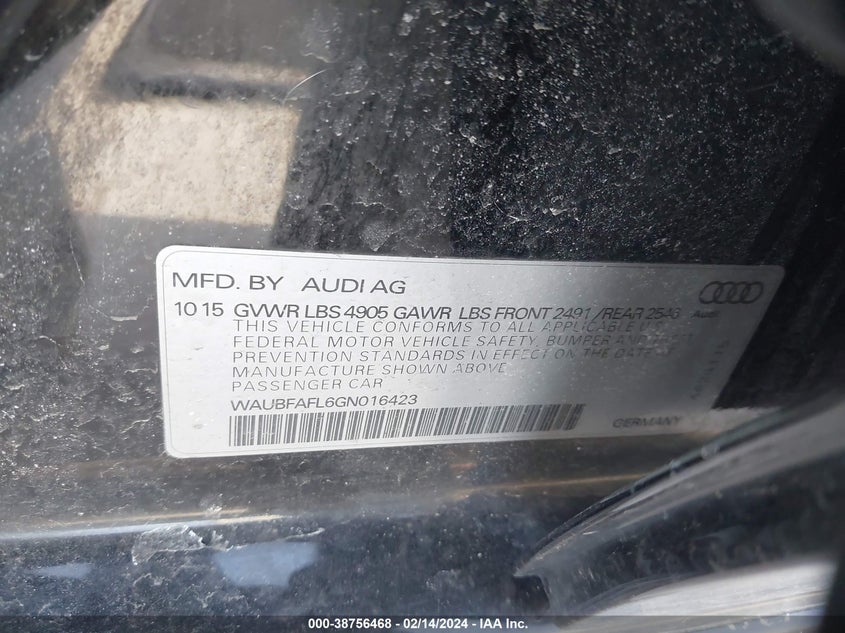 MFD. BY AUDI AG
10 15 GVWR LBS 4905 GAWR LBS FRONT 2491 /REAR 2546
Audi
THIS VEHICLE CONFORMS TO ALL APPLICABLE U.S.
FEDERAL MOTOR VEHICLE SAFETY, BUMPER AND THEFT
PREVENTION STANDARDS IN EFFECT ON THE DATE OF
MANUFACTURE SHOWN ABOVE
PASSENGER CAR
WAUBFAFL6GN016423
GERMANY
000-38756468 - 02/14/2024 - IAA Inc.